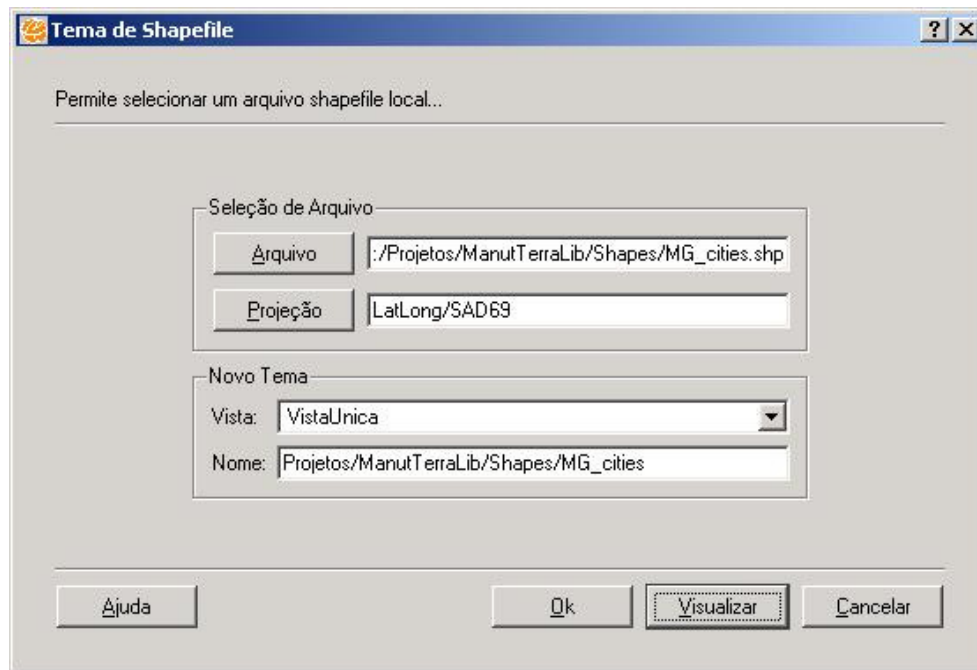 Tema de Shapefile
Permite selecionar um arquivo shapefile local...
Seleção de Arquivo
Arquivo :/Projetos/ManutTerraLib/Shapes/MG_cities.shp
Projeção LatLong/SAD69
Novo Tema
Vista: VistaUnica
Nome: Projetos/ManutTerraLib/Shapes/MG_cities
Ajuda Ok Visualizar Cancelar